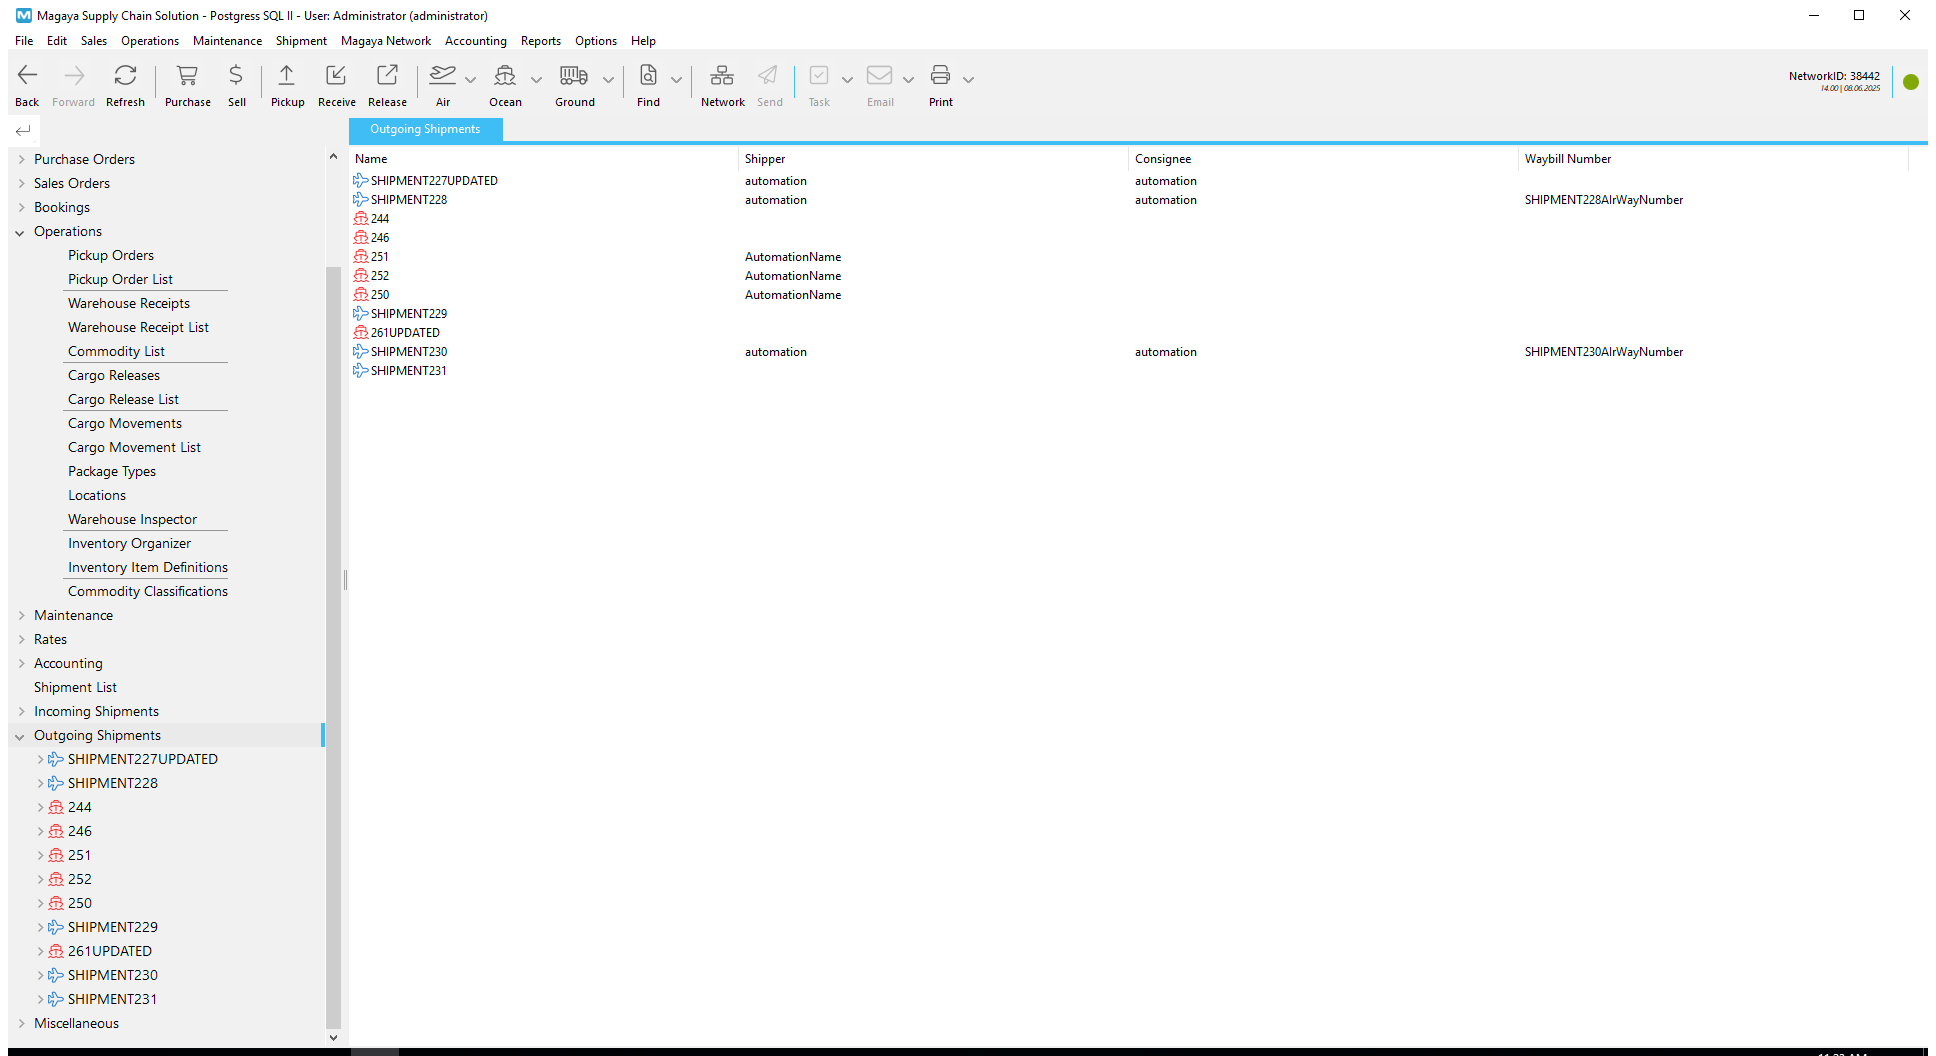 Magaya Supply Chain Solution - Postgress SQL II - User: Administrator (administrator)
File Edit Sales Operations Maintenance Shipment Magaya Network Accounting Reports Options Help
Back Forward Refresh Purchase Sell Pickup Receive Release Air Ocean Ground Find Network Send Task Email Print
NetworkID: 38442
14.00 | 08.06.2025
Purchase Orders
Sales Orders
Bookings
Operations
Pickup Orders
Pickup Order List
Warehouse Receipts
Warehouse Receipt List
Commodity List
Cargo Releases
Cargo Release List
Cargo Movements
Cargo Movement List
Package Types
Locations
Warehouse Inspector
Inventory Organizer
Inventory Item Definitions
Commodity Classifications
Maintenance
Rates
Accounting
Shipment List
Incoming Shipments
Outgoing Shipments
SHIPMENT227UPDATED
SHIPMENT228
244
246
251
252
250
SHIPMENT229
261UPDATED
SHIPMENT230
SHIPMENT231
Miscellaneous
Outgoing Shipments
Name Shipper Consignee Waybill Number
SHIPMENT227UPDATED automation automation
SHIPMENT228 automation automation SHIPMENT228AIrWayNumber
244
246
251 AutomationName
252 AutomationName
250 AutomationName
SHIPMENT229
261UPDATED
SHIPMENT230 automation automation SHIPMENT230AIrWayNumber
SHIPMENT231